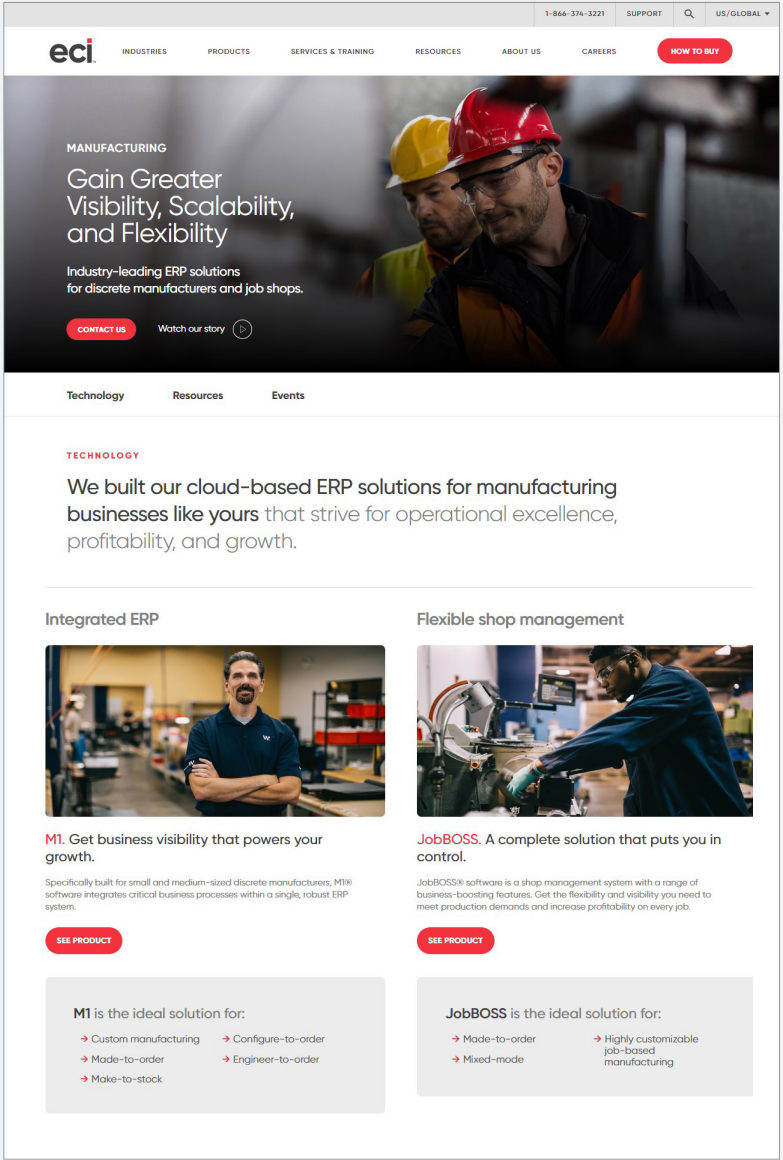 1-866-374-3221 SUPPORT US/GLOBAL
eci
INDUSTRIES PRODUCTS SERVICES & TRAINING RESOURCES ABOUT US CAREERS HOW TO BUY
MANUFACTURING
Gain Greater
Visibility, Scalability,
and Flexibility
Industry-leading ERP solutions
for discrete manufacturers and job shops.
CONTACT US Watch our story
Technology Resources Events
TECHNOLOGY
We built our cloud-based ERP solutions for manufacturing
businesses like yours that strive for operational excellence,
profitability, and growth.
Integrated ERP
M1. Get business visibility that powers your
growth.
Specifically built for small and medium-sized discrete manufacturers, M1®
software integrates critical business processes within a single, robust ERP
system.
SEE PRODUCT
M1 is the ideal solution for:
→ Custom manufacturing
→ Made-to-order
→ Make-to-stock
→ Configure-to-order
→ Engineer-to-order
Flexible shop management
JobBOSS. A complete solution that puts you in
control.
JobBOSS® software is a shop management system with a range of
business-boosting features. Get the flexibility and visibility you need to
meet production demands and increase profitability on every job.
SEE PRODUCT
JobBOSS is the ideal solution for:
→ Made-to-order
→ Mixed-mode
→ Highly customizable
job-based
manufacturing